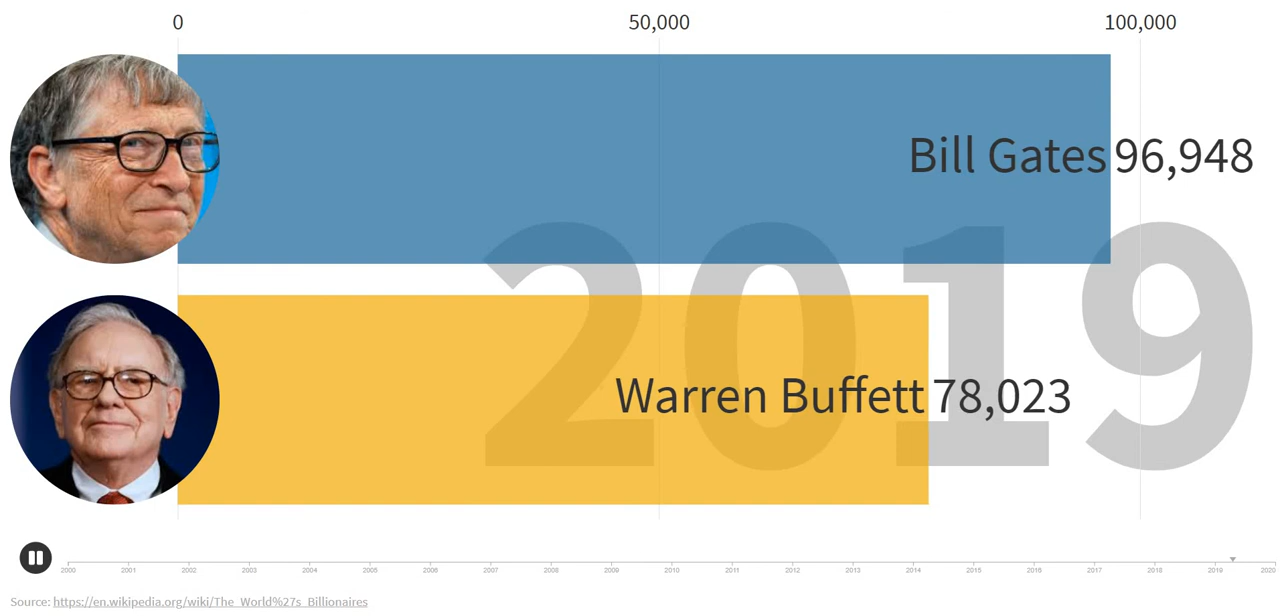 0 50,000 100,000
Bill Gates 96,948
2019
Warren Buffett 78,023
2000 2001 2002 2003 2004 2005 2006 2007 2008 2009 2010 2011 2012 2013 2014 2015 2016 2017 2018 2019 2020
Source: https://en.wikipedia.org/wiki/The_World%27s_Billionaires